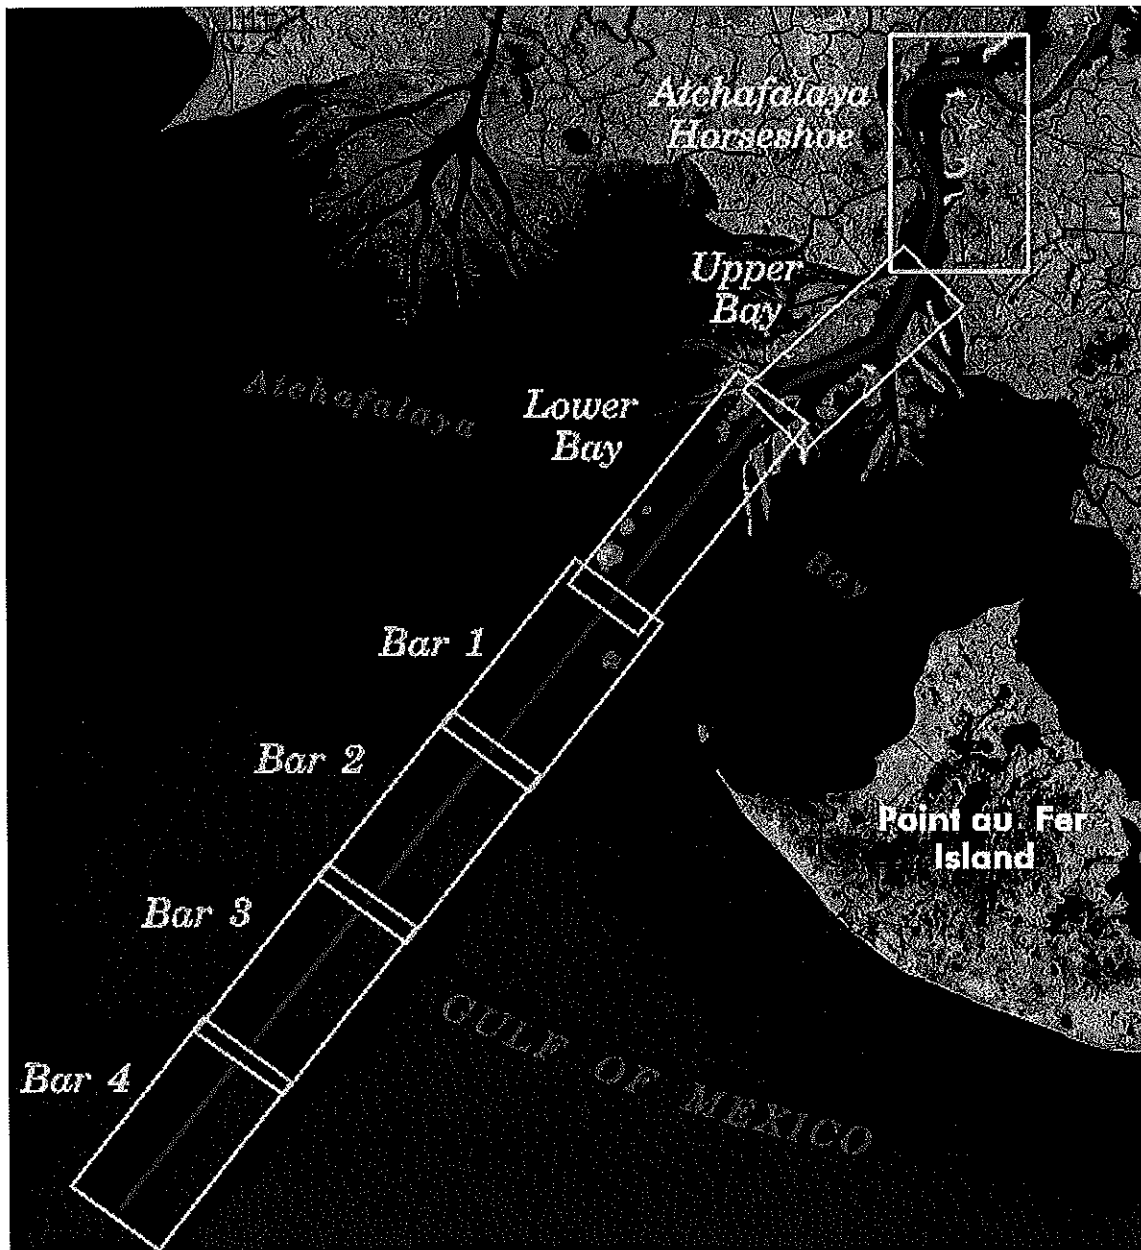 Atchafalaya
Horseshoe
Upper
Bay
Atchafalaya
Lower
Bay
Bay
Bar 1
Bar 2
Point au Fer
Island
Bar 3
GULF OF MEXICO
Bar 4